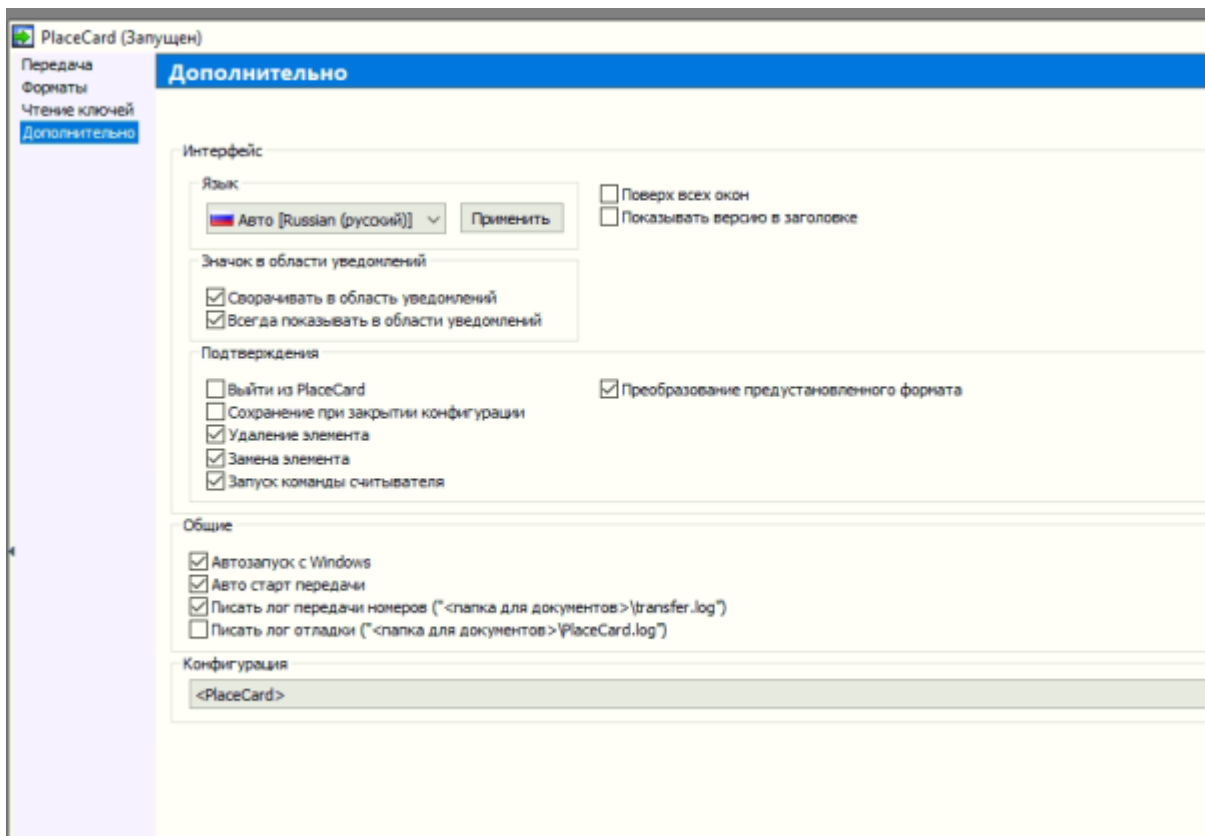 PlaceCard (Запущен)
Передача
Форматы
Чтение ключей
Дополнительно
Дополнительно
Интерфейс
Язык
Авто [Russian (русский)]
Применить
Поверх всех окон
Показывать версию в заголовке
Значок в области уведомлений
Сворачивать в область уведомлений
Всегда показывать в области уведомлений
Подтверждения
Выйти из PlaceCard
Преобразование предустановленного формата
Сохранение при закрытии конфигурации
Удаление элемента
Замена элемента
Запуск команды считывателя
Общие
Автозапуск с Windows
Авто старт передачи
Писать лог передачи номеров ("<папка для документов>\transfer.log")
Писать лог отладки ("<папка для документов>\PlaceCard.log")
Конфигурация
<PlaceCard>